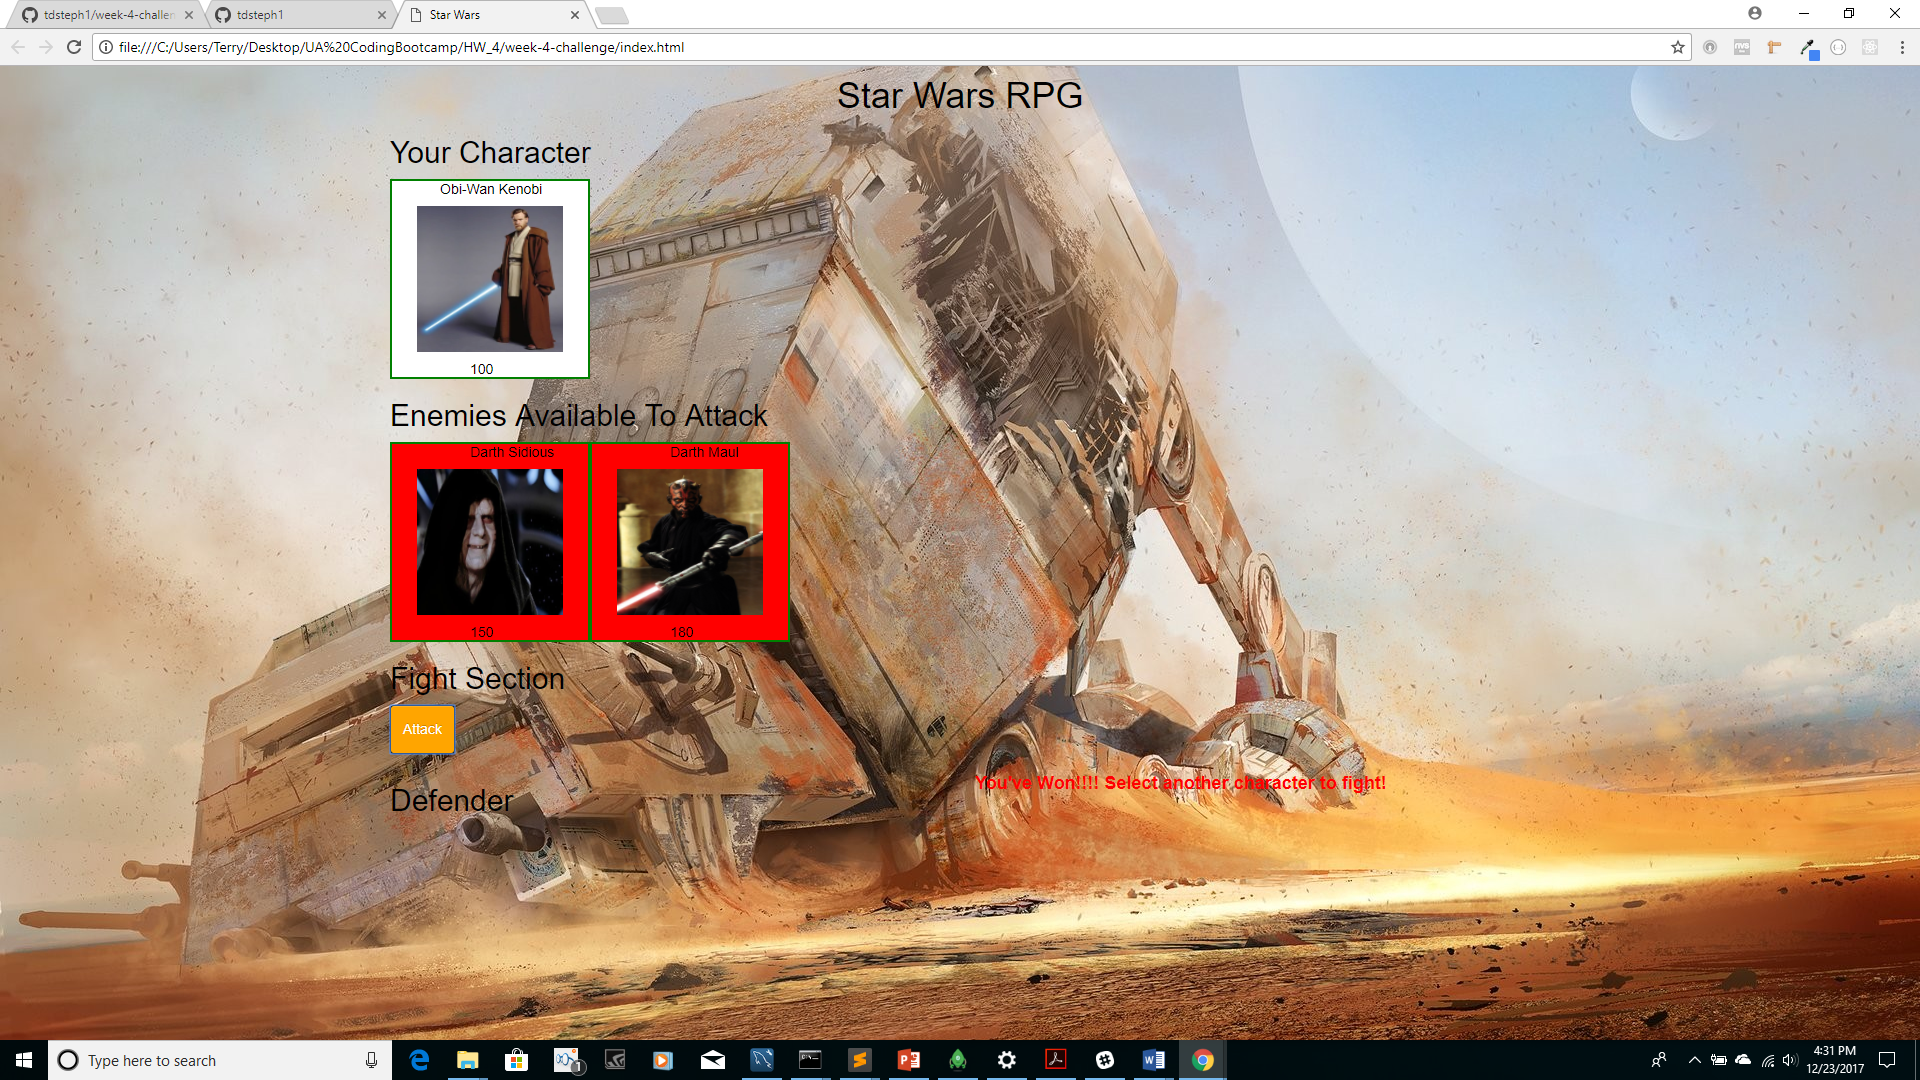 tdsteph1/week-4-challen
tdsteph1
Star Wars
file:///C:/Users/Terry/Desktop/UA%20CodingBootcamp/HW_4/week-4-challenge/index.html
Star Wars RPG
Your Character
Obi-Wan Kenobi
100
Enemies Available To Attack
Darth Sidious
Darth Maul
150
180
Fight Section
Attack
You've Won!!!! Select another character to fight!
Defender
Type here to search
1
4:31 PM
12/23/2017